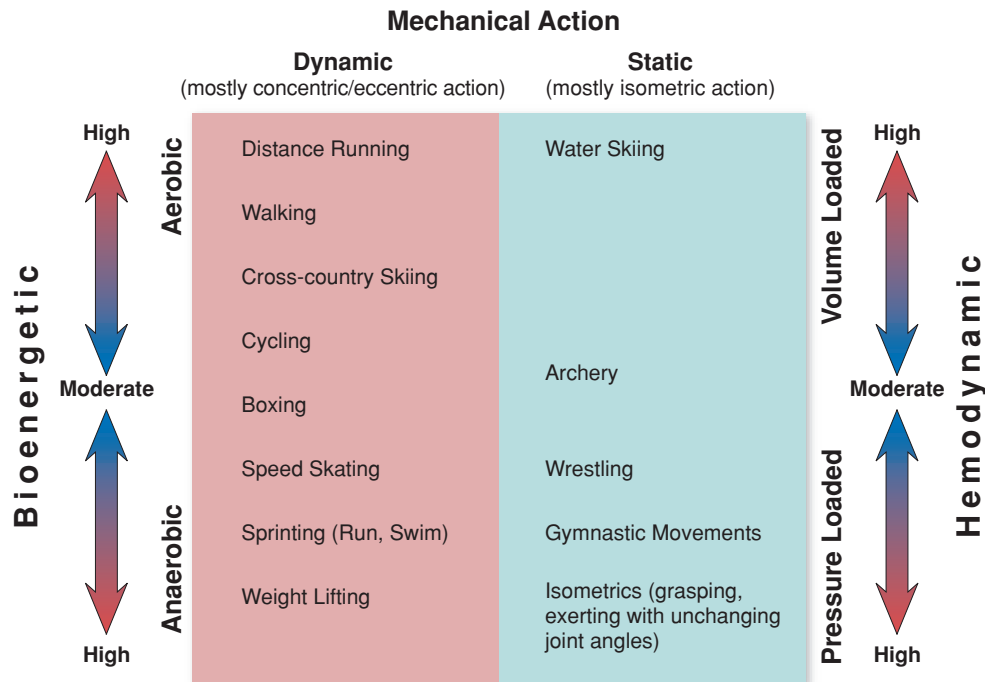 Mechanical Action
Dynamic
(mostly concentric/eccentric action)
Static
(mostly isometric action)
Bioenergetic
High
Moderate
High
Aerobic
Anaerobic
Distance Running
Walking
Cross-country Skiing
Cycling
Boxing
Speed Skating
Sprinting (Run, Swim)
Weight Lifting
Water Skiing
Archery
Wrestling
Gymnastic Movements
Isometrics (grasping,
exerting with unchanging
joint angles)
Volume Loaded
Pressure Loaded
High
Moderate
High
Hemodynamic